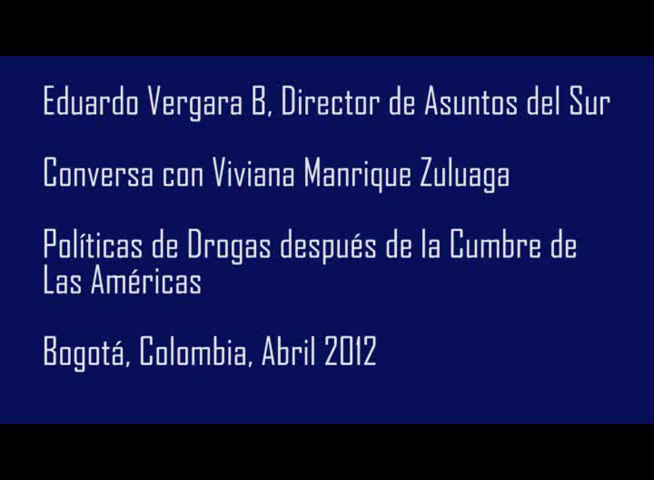 Eduardo Vergara B, Director de Asuntos del Sur
Conversa con Viviana Manrique Zuluaga
Políticas de Drogas después de la Cumbre de
Las Américas
Bogotá, Colombia, Abril 2012